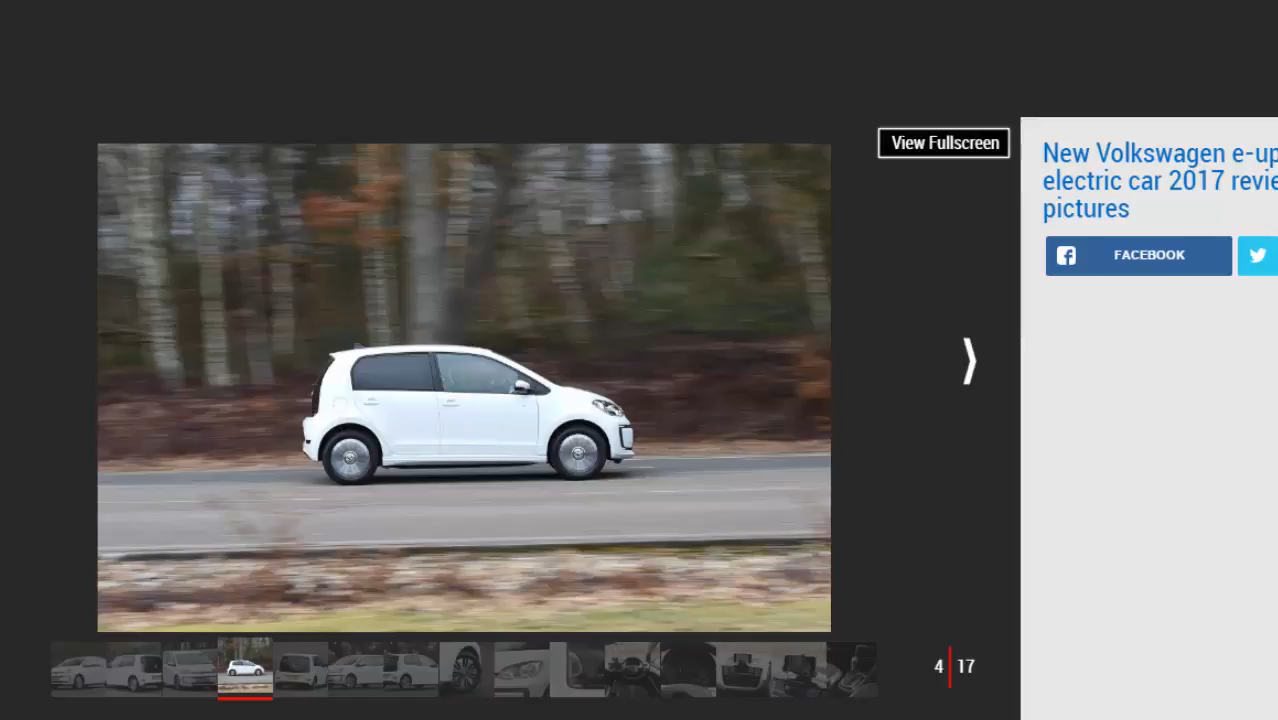 View Fullscreen
New Volkswagen e-up
electric car 2017 revie
pictures
FACEBOOK
4 17